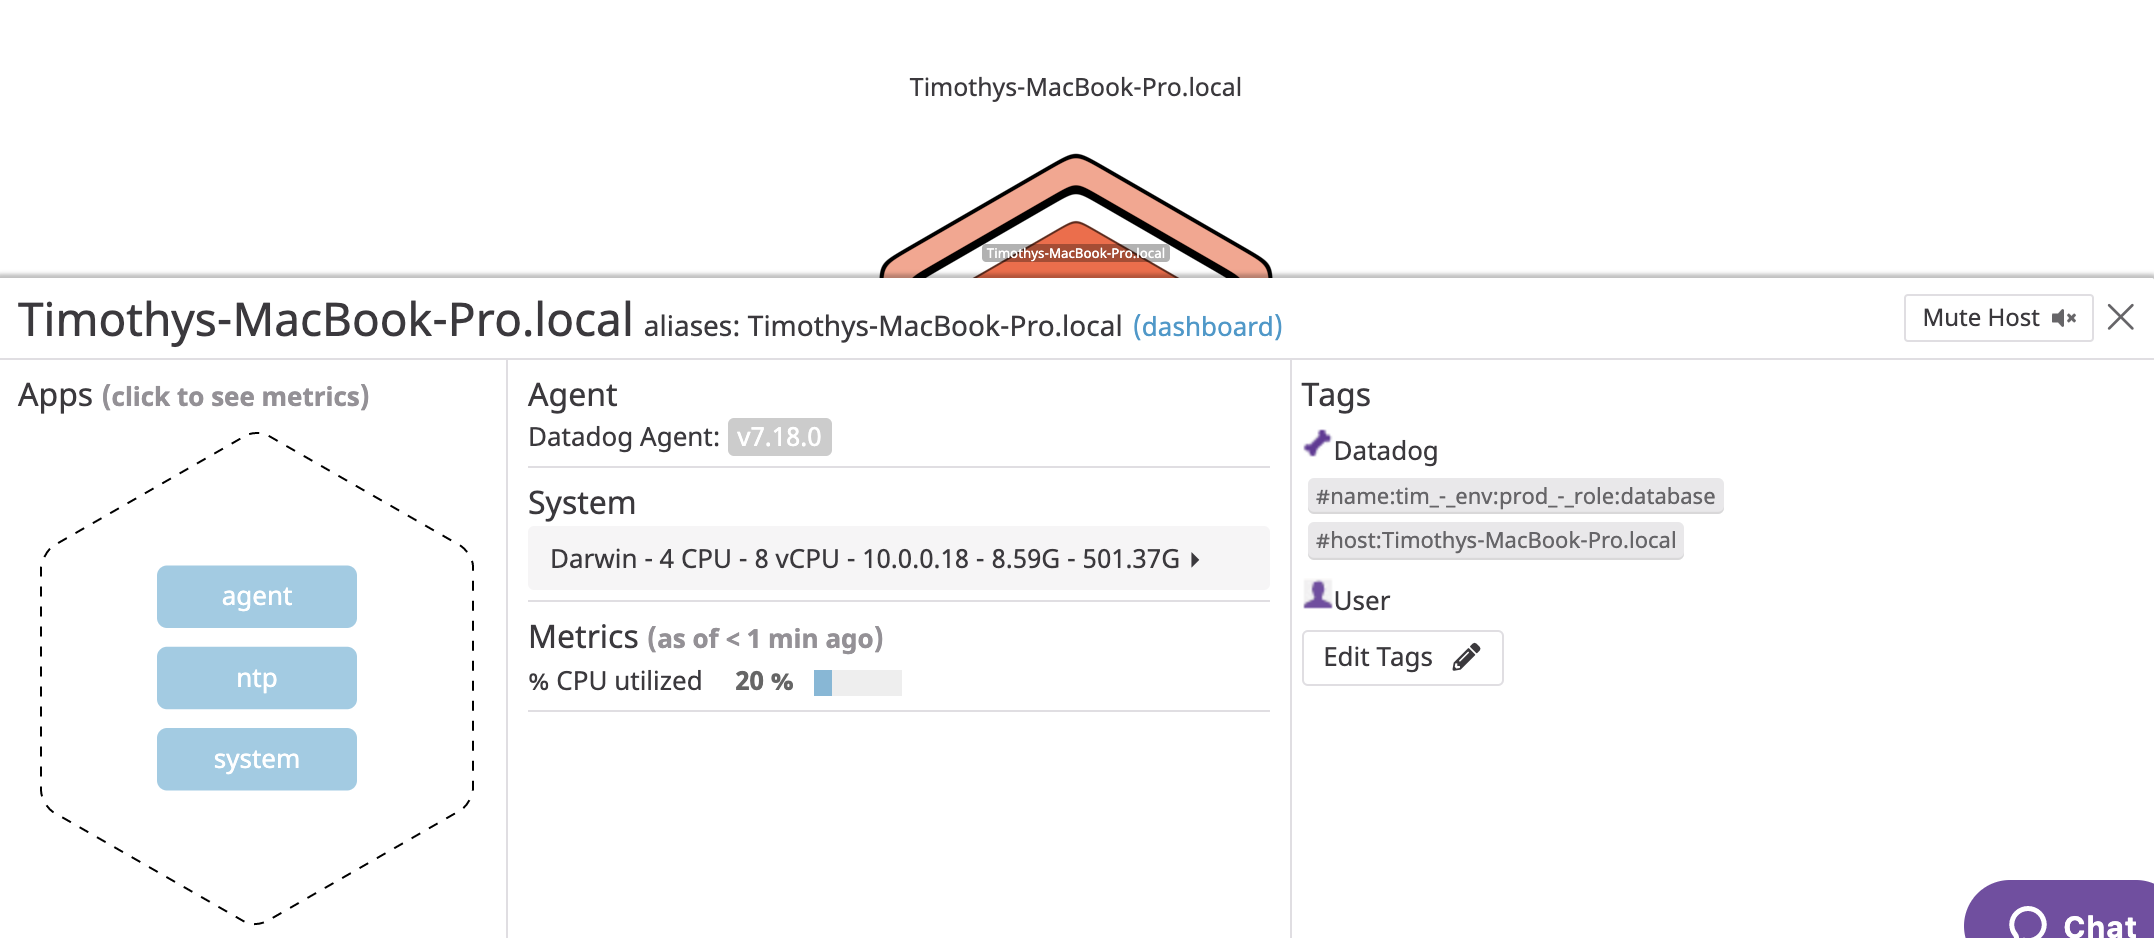 Timothys-MacBook-Pro.local
Timothys-MacBook-Pro.local
Timothys-MacBook-Pro.local aliases: Timothys-MacBook-Pro.local (dashboard)
Mute Host
Apps (click to see metrics)
agent
ntp
system
Agent
Datadog Agent: v7.18.0
System
Darwin - 4 CPU - 8 vCPU - 10.0.0.18 - 8.59G - 501.37G
Metrics (as of < 1 min ago)
% CPU utilized 20 %
Tags
Datadog
#name:tim_-_env:prod_-_role:database
#host:Timothys-MacBook-Pro.local
User
Edit Tags
Chat